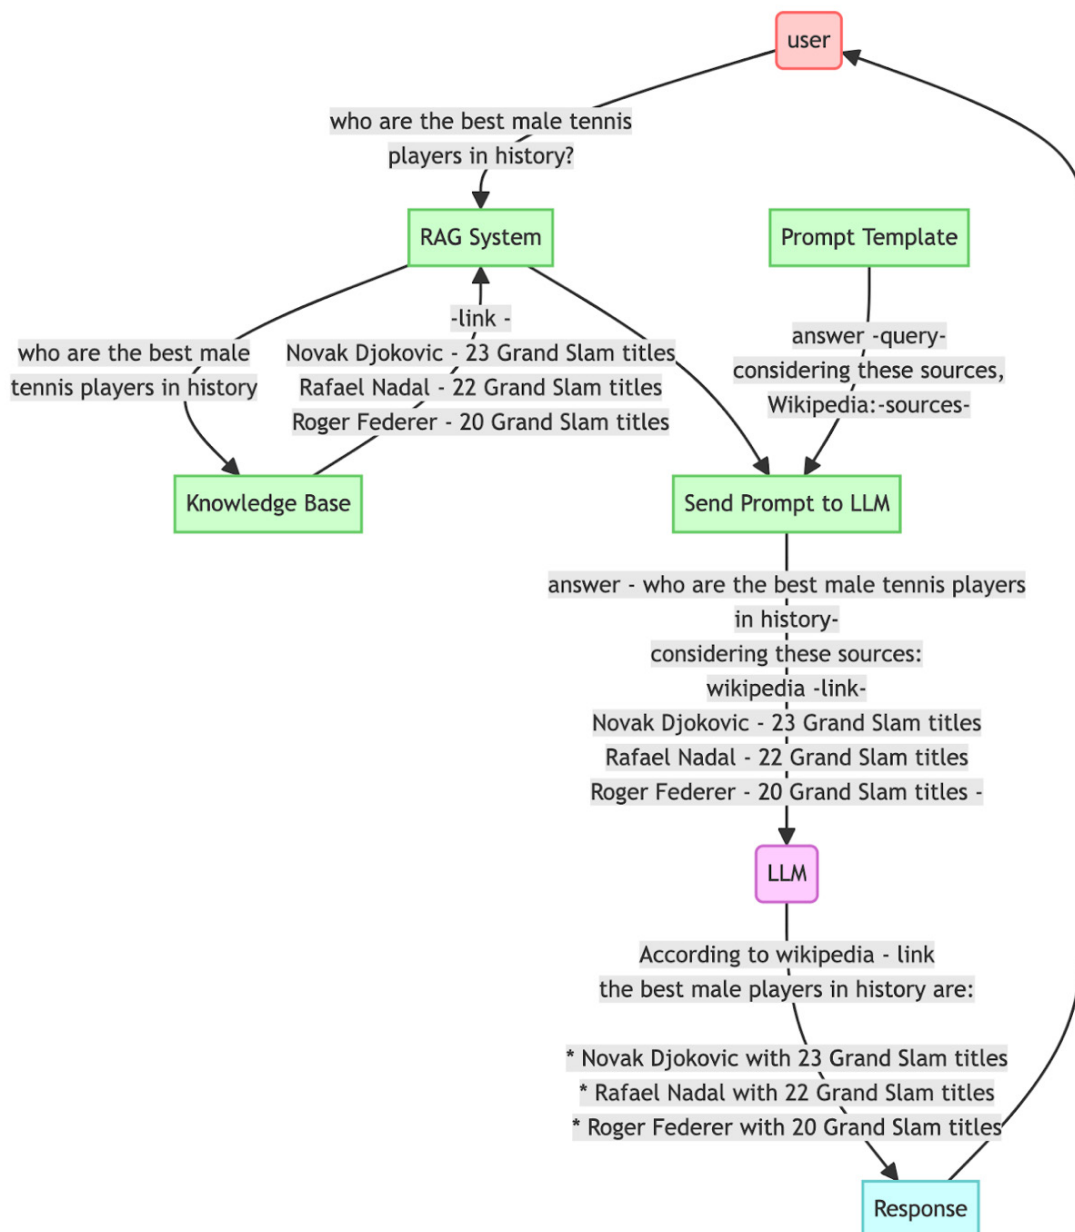 user
who are the best male tennis
players in history?
RAG System
Prompt Template
-link -
Novak Djokovic - 23 Grand Slam titles
Rafael Nadal - 22 Grand Slam titles
Roger Federer - 20 Grand Slam titles
who are the best male
tennis players in history
answer -query-
considering these sources,
Wikipedia:-sources-
Knowledge Base
Send Prompt to LLM
answer - who are the best male tennis players
in history-
considering these sources:
wikipedia -link-
Novak Djokovic - 23 Grand Slam titles
Rafael Nadal - 22 Grand Slam titles
Roger Federer - 20 Grand Slam titles -
LLM
According to wikipedia - link
the best male players in history are:
* Novak Djokovic with 23 Grand Slam titles
* Rafael Nadal with 22 Grand Slam titles
* Roger Federer with 20 Grand Slam titles
Response